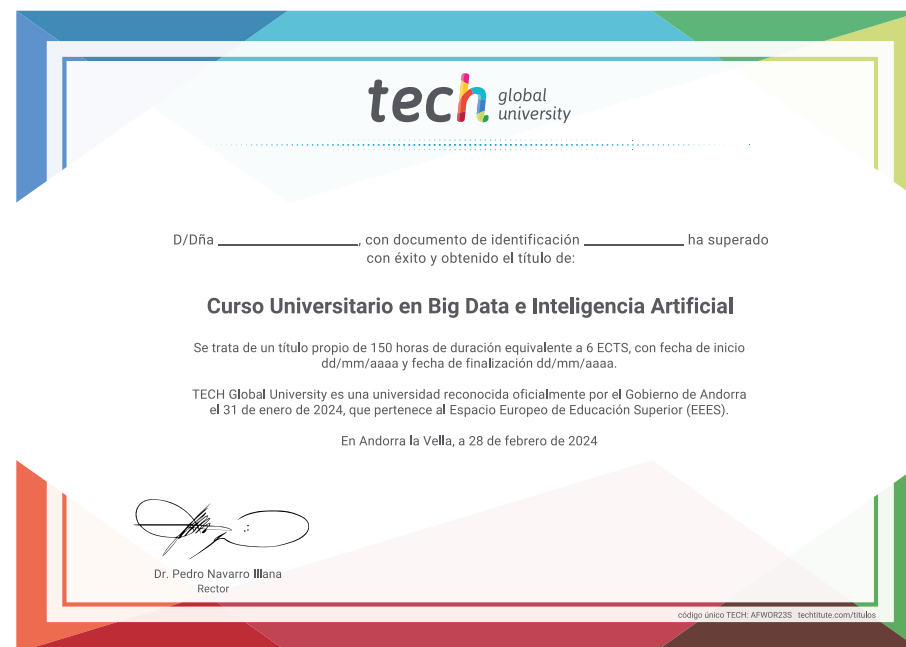 tech global university
D/Dña ____________________, con documento de identificación ______________ ha superado
con éxito y obtenido el título de:
Curso Universitario en Big Data e Inteligencia Artificial
Se trata de un título propio de 150 horas de duración equivalente a 6 ECTS, con fecha de inicio
dd/mm/aaaa y fecha de finalización dd/mm/aaaa.
TECH Global University es una universidad reconocida oficialmente por el Gobierno de Andorra
el 31 de enero de 2024, que pertenece al Espacio Europeo de Educación Superior (EEES).
En Andorra la Vella, a 28 de febrero de 2024
Dr. Pedro Navarro Illana
Rector
código único TECH: AFWOR23S techtitute.com/titulos